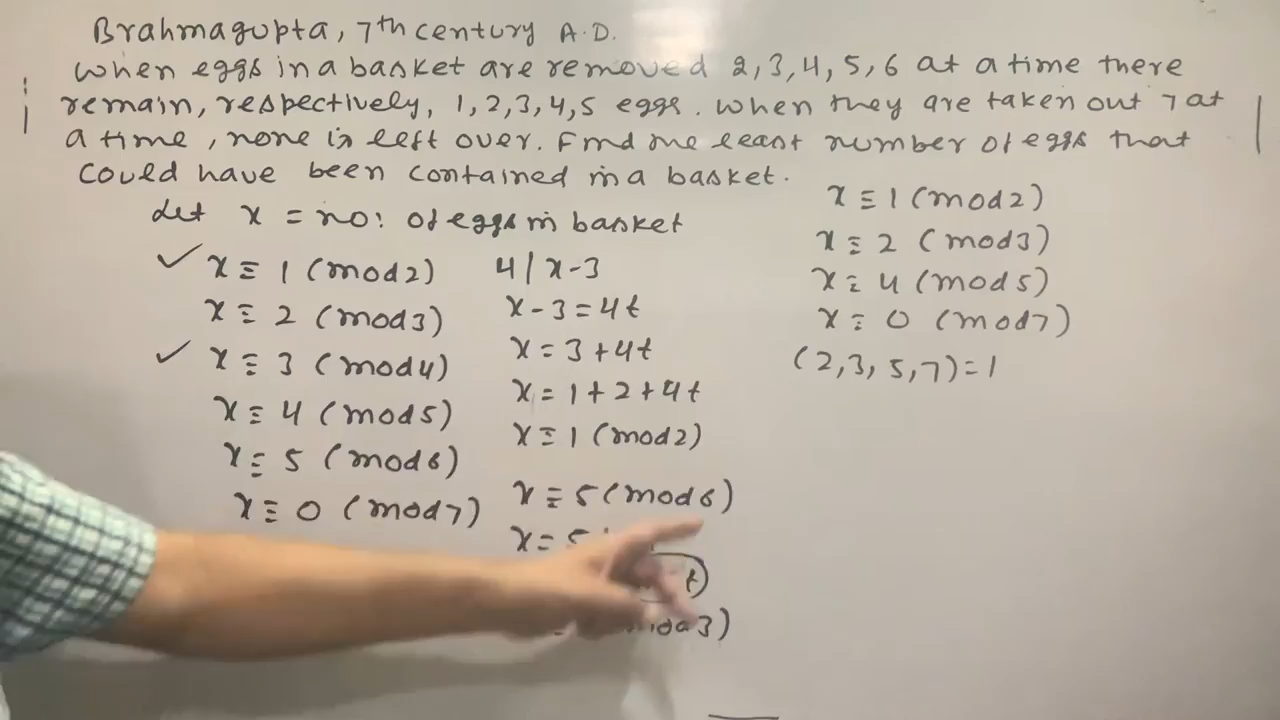 Brahmagupta, 7th century A.D.
When eggs in a basket are removed 2,3,4,5,6 at a time there
remain, respectively, 1,2,3,4,5 eggs. When they are taken out 7 at
a time, none is left over. Find the least number of eggs that
could have been contained in a basket.
Let x = no: of eggs in basket
✓ x ≡ 1 (mod 2)
x ≡ 2 (mod 3)
✓ x ≡ 3 (mod 4)
x ≡ 4 (mod 5)
x ≡ 5 (mod 6)
x ≡ 0 (mod 7)
4 | x-3
x-3 = 4t
x = 3+4t
x = 1+2+4t
x ≡ 1 (mod 2)
x ≡ 5 (mod 6)
x = 5
t)
mod 3)
x ≡ 1 (mod 2)
x ≡ 2 (mod 3)
x ≡ 4 (mod 5)
x ≡ 0 (mod 7)
(2,3,5,7)=1